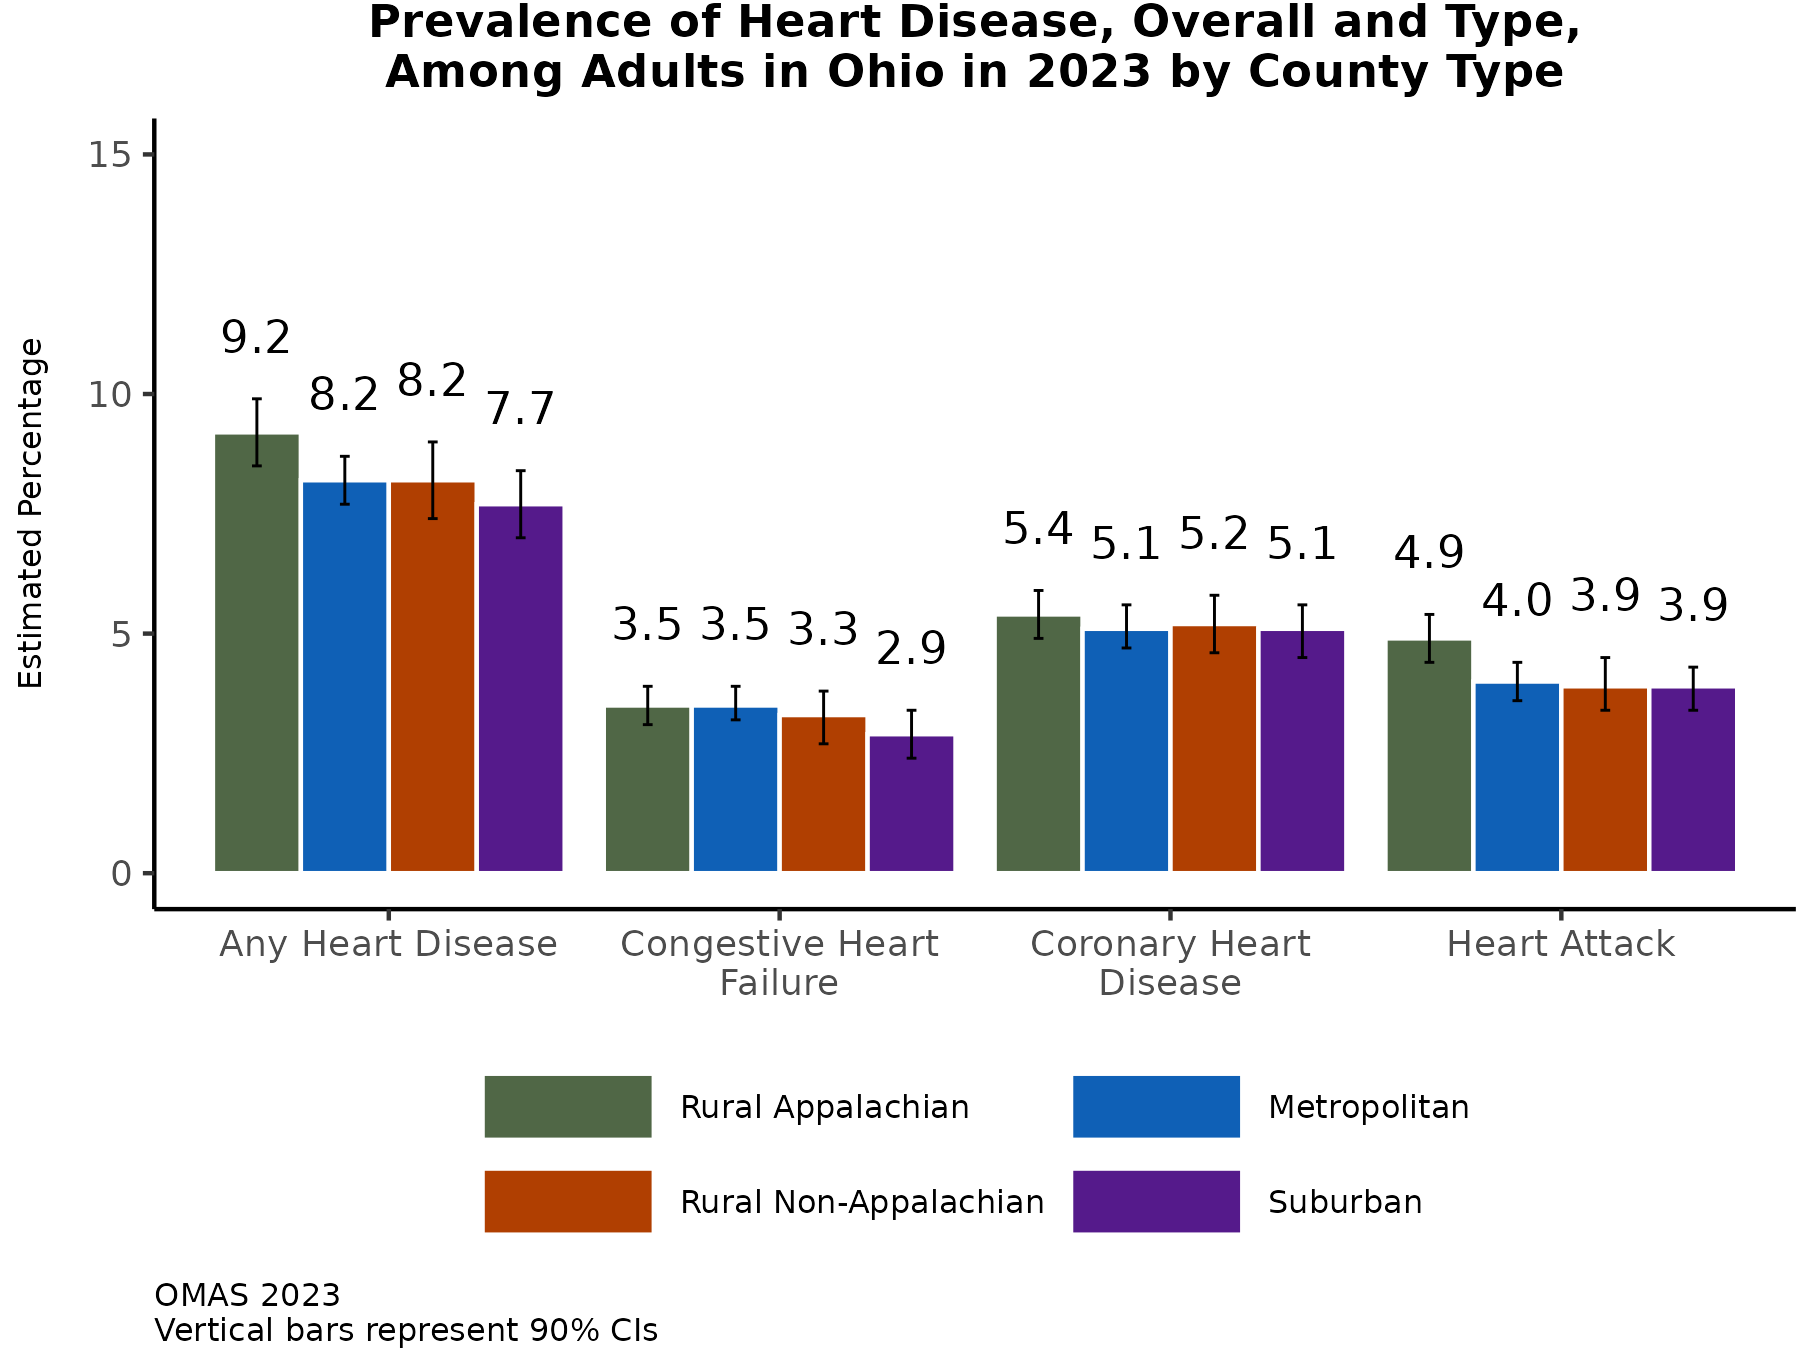 Prevalence of Heart Disease, Overall and Type,
Among Adults in Ohio in 2023 by County Type
Estimated Percentage
15
10
5
0
9.2
8.2
8.2
7.7
3.5
3.5
3.3
2.9
5.4
5.1
5.2
5.1
4.9
4.0
3.9
3.9
Any Heart Disease
Congestive Heart
Failure
Coronary Heart
Disease
Heart Attack
Rural Appalachian
Metropolitan
Rural Non-Appalachian
Suburban
OMAS 2023
Vertical bars represent 90% CIs